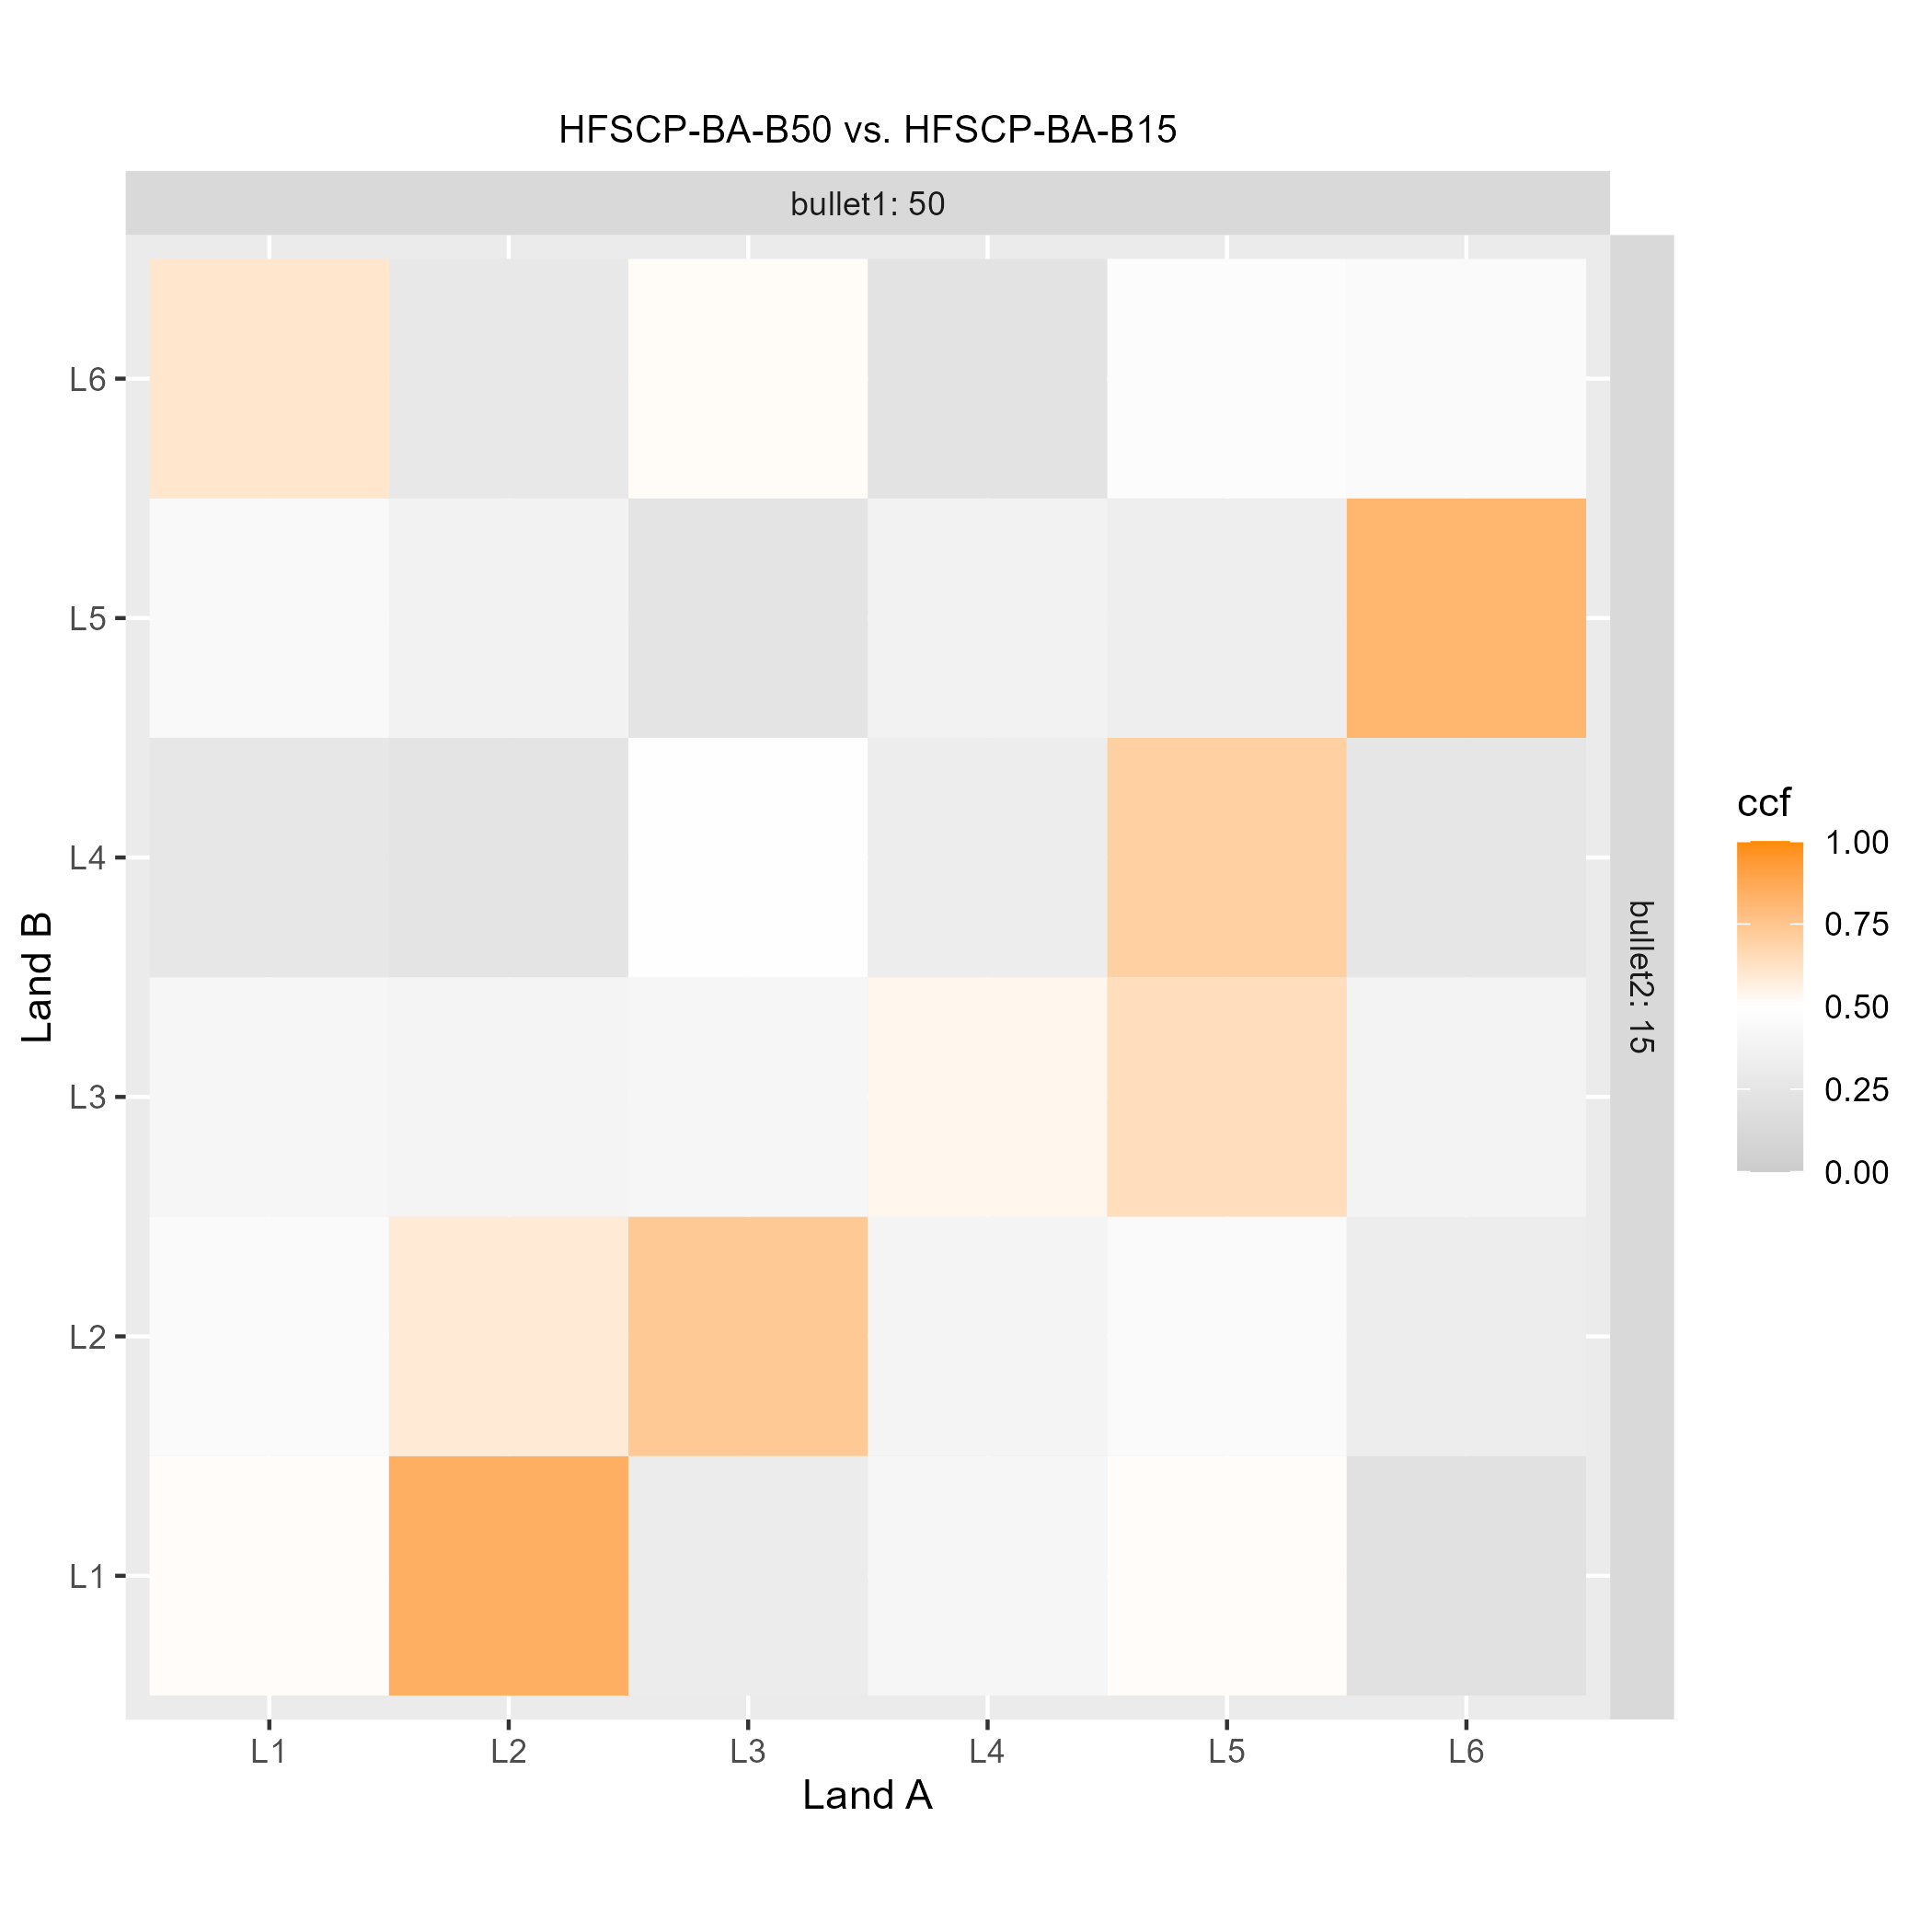 HFSCP-BA-B50 vs. HFSCP-BA-B15
bullet1: 50
L6
L5
L4
L3
L2
L1
Land B
L1 L2 L3 L4 L5 L6
Land A
bullet2: 15
ccf
1.00
0.75
0.50
0.25
0.00